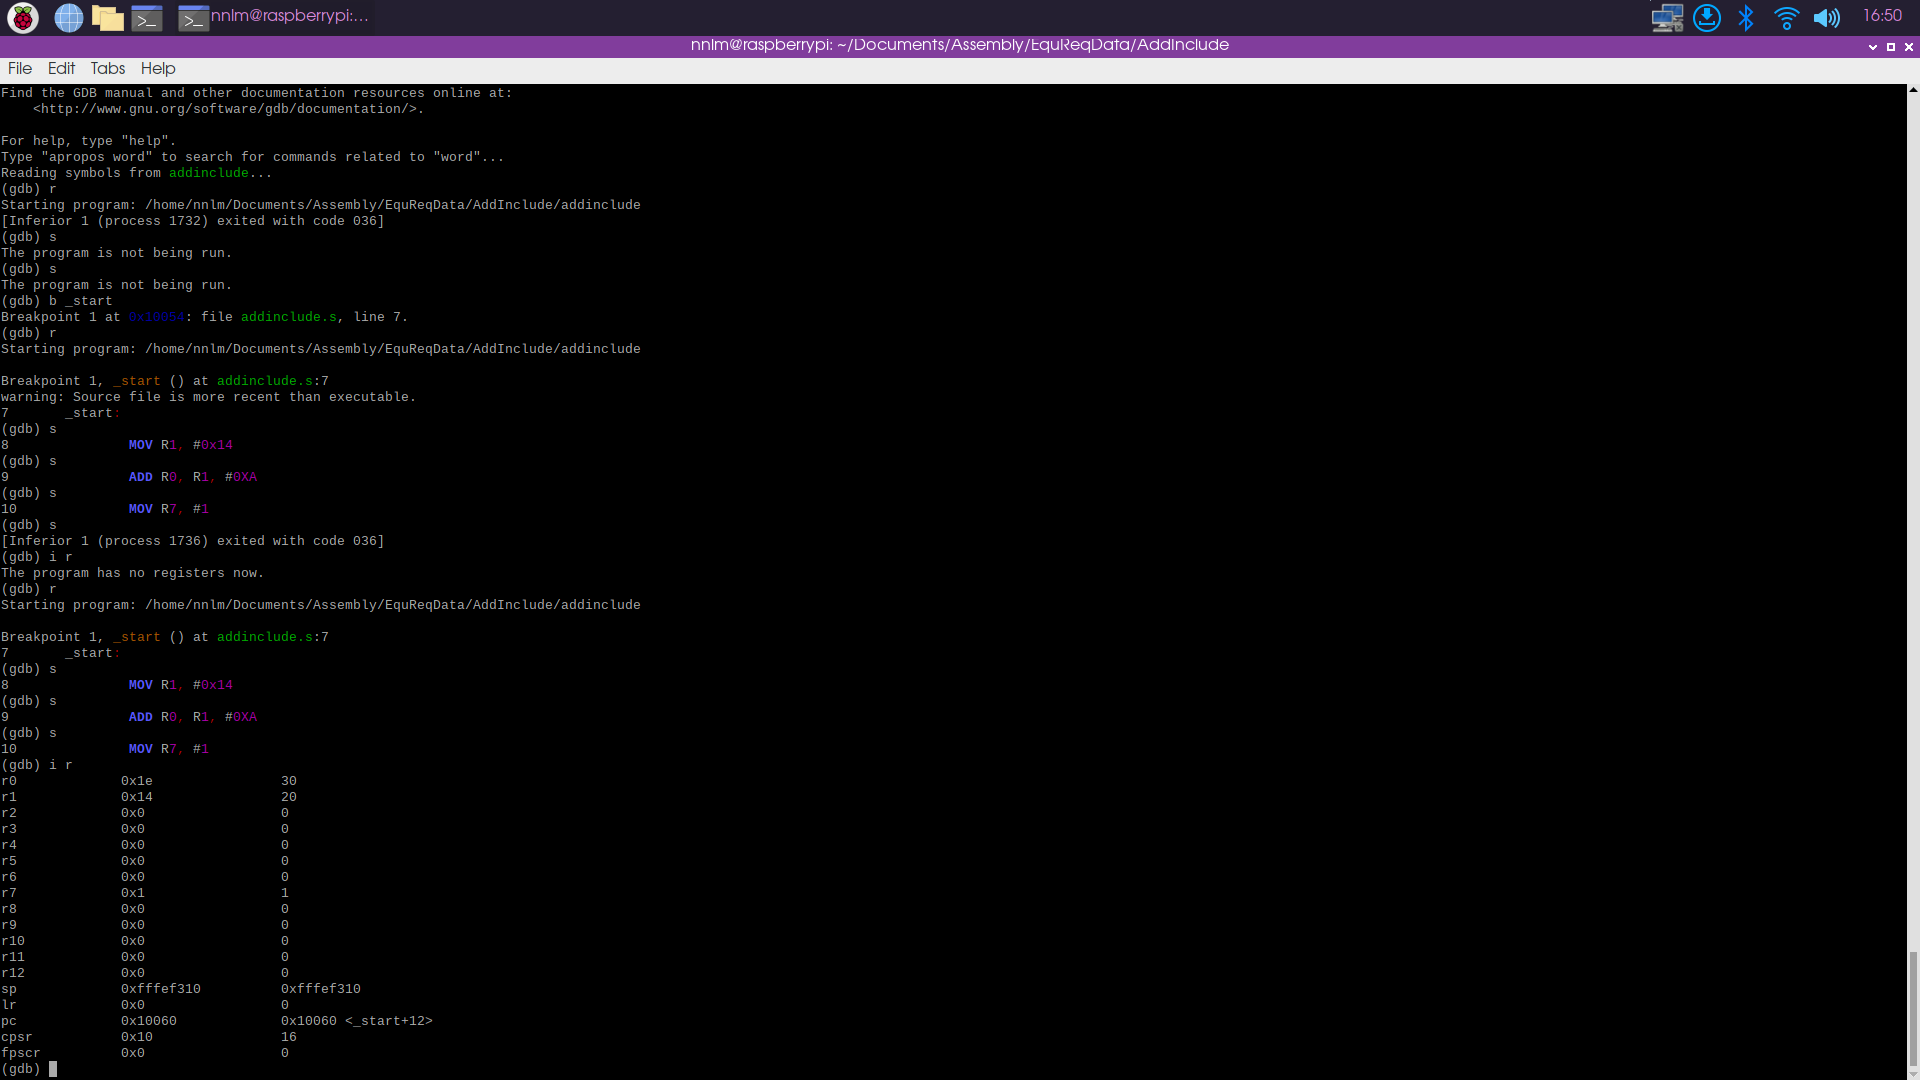 nnlm@raspberrypi:...
16:50
nnlm@raspberrypi: ~/Documents/Assembly/EquReqData/AddInclude
File Edit Tabs Help
Find the GDB manual and other documentation resources online at:
<http://www.gnu.org/software/gdb/documentation/>.
For help, type "help".
Type "apropos word" to search for commands related to "word"...
Reading symbols from addinclude...
(gdb) r
Starting program: /home/nnlm/Documents/Assembly/EquReqData/AddInclude/addinclude
[Inferior 1 (process 1732) exited with code 036]
(gdb) s
The program is not being run.
(gdb) s
The program is not being run.
(gdb) b _start
Breakpoint 1 at 0x10054: file addinclude.s, line 7.
(gdb) r
Starting program: /home/nnlm/Documents/Assembly/EquReqData/AddInclude/addinclude
Breakpoint 1, _start () at addinclude.s:7
warning: Source file is more recent than executable.
7 _start:
(gdb) s
8 MOV R1, #0x14
(gdb) s
9 ADD R0, R1, #0XA
(gdb) s
10 MOV R7, #1
(gdb) s
[Inferior 1 (process 1736) exited with code 036]
(gdb) i r
The program has no registers now.
(gdb) r
Starting program: /home/nnlm/Documents/Assembly/EquReqData/AddInclude/addinclude
Breakpoint 1, _start () at addinclude.s:7
7 _start:
(gdb) s
8 MOV R1, #0x14
(gdb) s
9 ADD R0, R1, #0XA
(gdb) s
10 MOV R7, #1
(gdb) i r
r0 0x1e 30
r1 0x14 20
r2 0x0 0
r3 0x0 0
r4 0x0 0
r5 0x0 0
r6 0x0 0
r7 0x1 1
r8 0x0 0
r9 0x0 0
r10 0x0 0
r11 0x0 0
r12 0x0 0
sp 0xfffef310 0xfffef310
lr 0x0 0
pc 0x10060 0x10060 <_start+12>
cpsr 0x10 16
fpscr 0x0 0
(gdb)